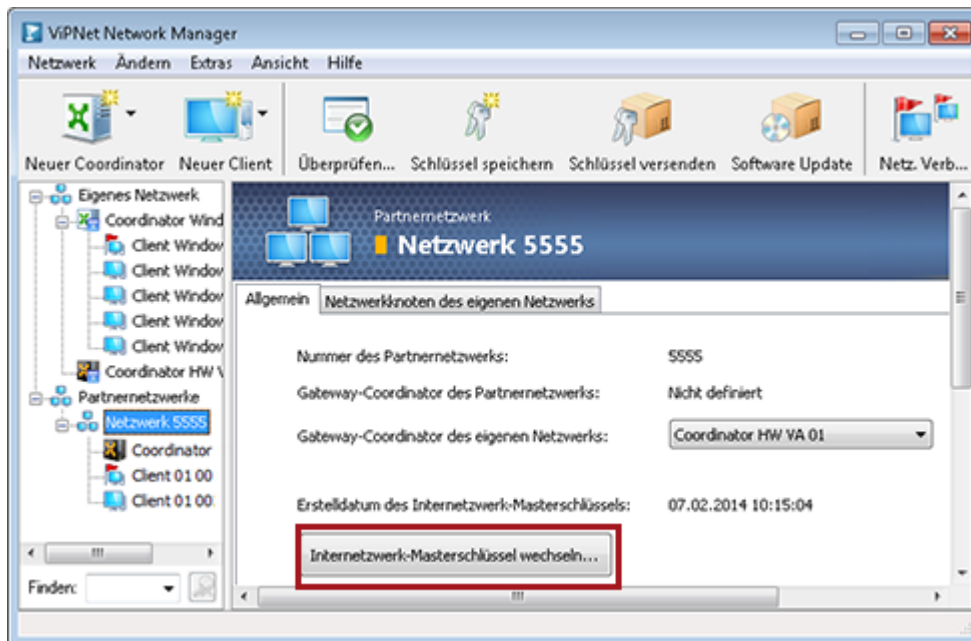 ViPNet Network Manager
Netzwerk Ändern Extras Ansicht Hilfe
Neuer Coordinator Neuer Client Überprüfen... Schlüssel speichern Schlüssel versenden Software Update Netz. Verb...
Eigenes Netzwerk
Coordinator Wind
Client Window
Client Window
Client Window
Client Window
Client Window
Coordinator HW V
Partnernetzwerke
Netzwerk 5555
Coordinator
Client 01 00
Client 01 00
Finden:
Partnernetzwerk
Netzwerk 5555
Allgemein Netzwerkknoten des eigenen Netzwerks
Nummer des Partnernetzwerks: 5555
Gateway-Coordinator des Partnernetzwerks: Nicht definiert
Gateway-Coordinator des eigenen Netzwerks: Coordinator HW VA 01
Erstelldatum des Internetzwerk-Masterschlüssels: 07.02.2014 10:15:04
Internetzwerk-Masterschlüssel wechseln...